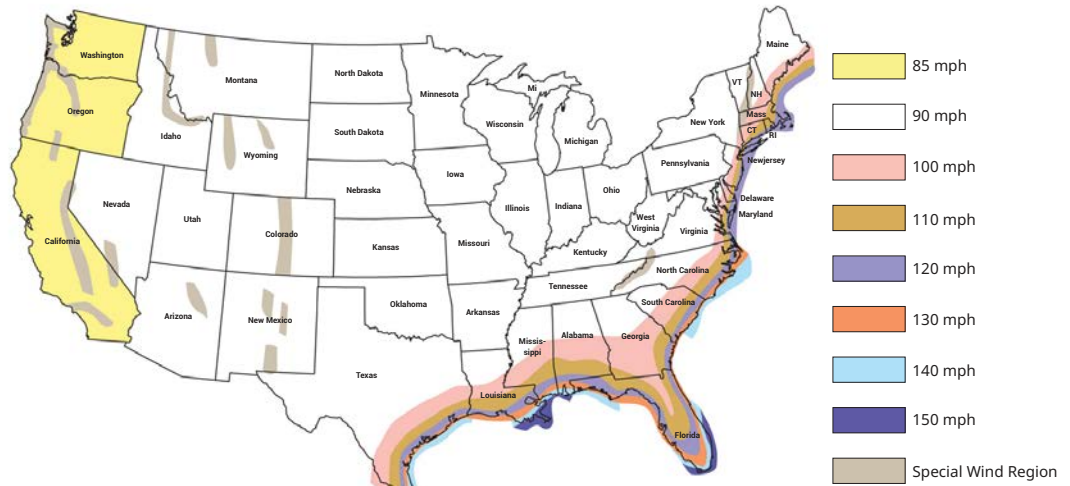 Washington
Oregon
California
Nevada
Idaho
Montana
Wyoming
Utah
Colorado
Arizona
New Mexico
North Dakota
South Dakota
Nebraska
Kansas
Oklahoma
Texas
Minnesota
Iowa
Missouri
Arkansas
Louisiana
Wisconsin
Mi
Michigan
Illinois
Indiana
Ohio
Kentucky
Tennessee
Missis-
sippi
Alabama
Georgia
Florida
South Carolina
North Carolina
Virginia
West
Virginia
Pennsylvania
New York
VT
NH
Maine
Mass
CT
RI
Newjersey
Delaware
Maryland
85 mph
90 mph
100 mph
110 mph
120 mph
130 mph
140 mph
150 mph
Special Wind Region